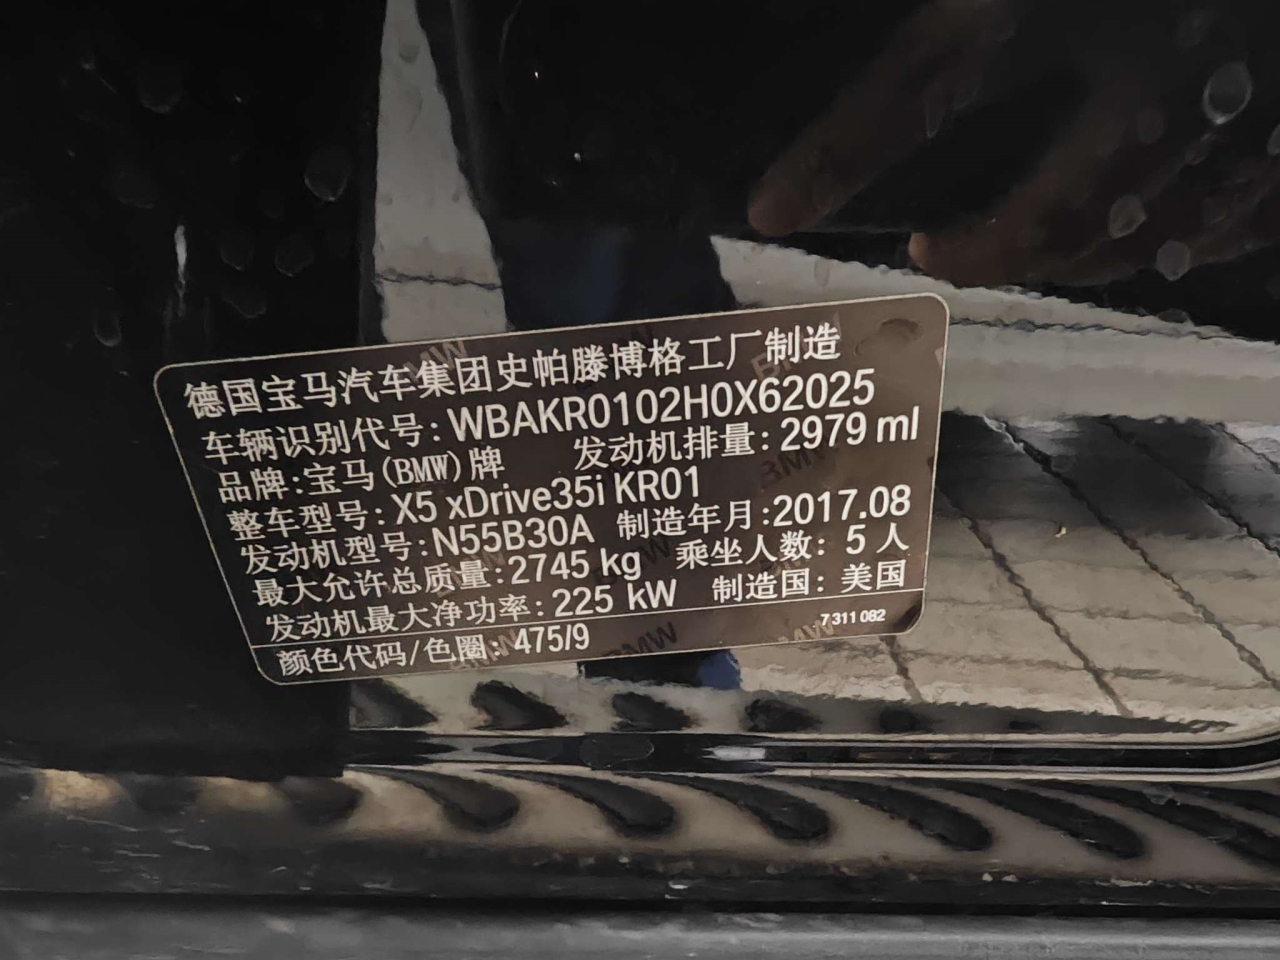 德国宝马汽车集团史帕滕博格工厂制造
车辆识别代号: WBAKR0102H0X62025
品牌:宝马(BMW)牌 发动机排量: 2979 ml
整车型号: X5 xDrive35i KR01
发动机型号: N55B30A 制造年月:2017.08
最大允许总质量: 2745 kg 乘坐人数: 5 人
发动机最大净功率: 225 kW 制造国: 美国
颜色代码/色圈: 475/9 7 311 082